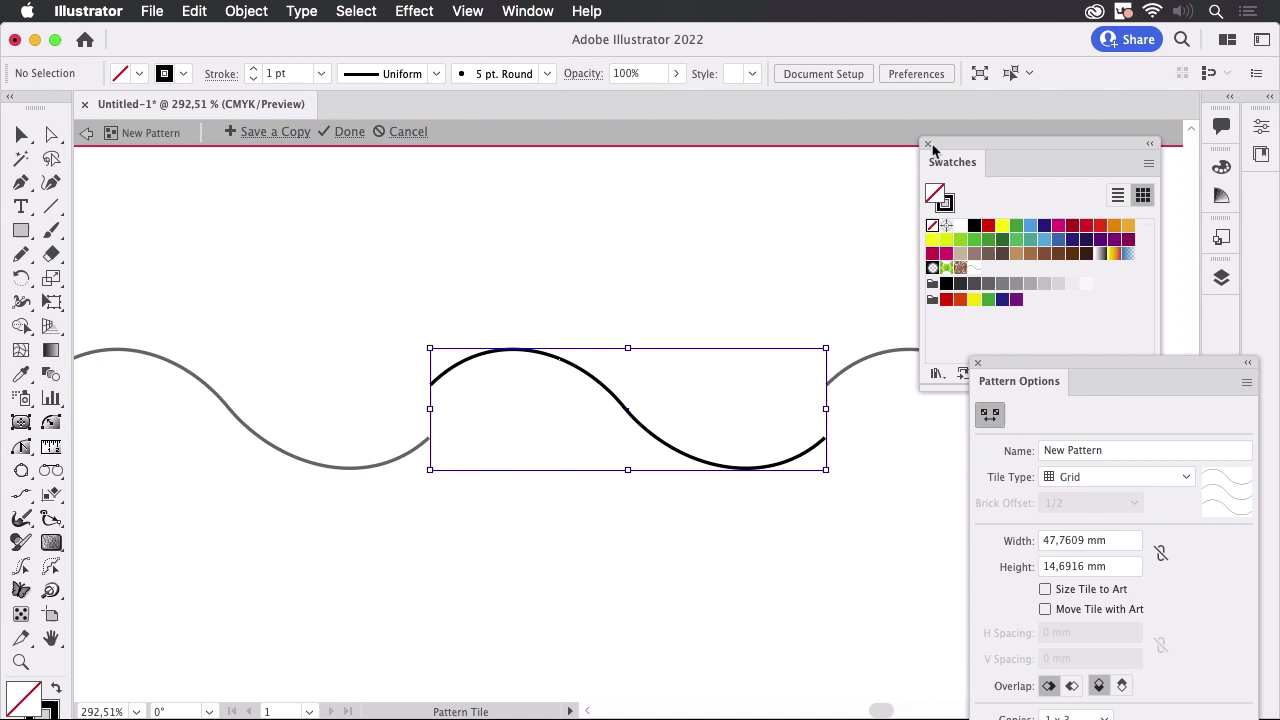 Illustrator File Edit Object Type Select Effect View Window Help
Adobe Illustrator 2022
Share
No Selection
Stroke: 1 pt
Uniform
5 pt. Round
Opacity: 100%
Style:
Document Setup
Preferences
Untitled-1* @ 292,51 % (CMYK/Preview)
New Pattern
Save a Copy
Done
Cancel
Swatches
Pattern Options
Name: New Pattern
Tile Type: Grid
Brick Offset: 1/2
Width: 47,7609 mm
Height: 14,6916 mm
Size Tile to Art
Move Tile with Art
H Spacing: 0 mm
V Spacing: 0 mm
Overlap:
Copies: 1 x 3
292,51%
0°
1
Pattern Tile